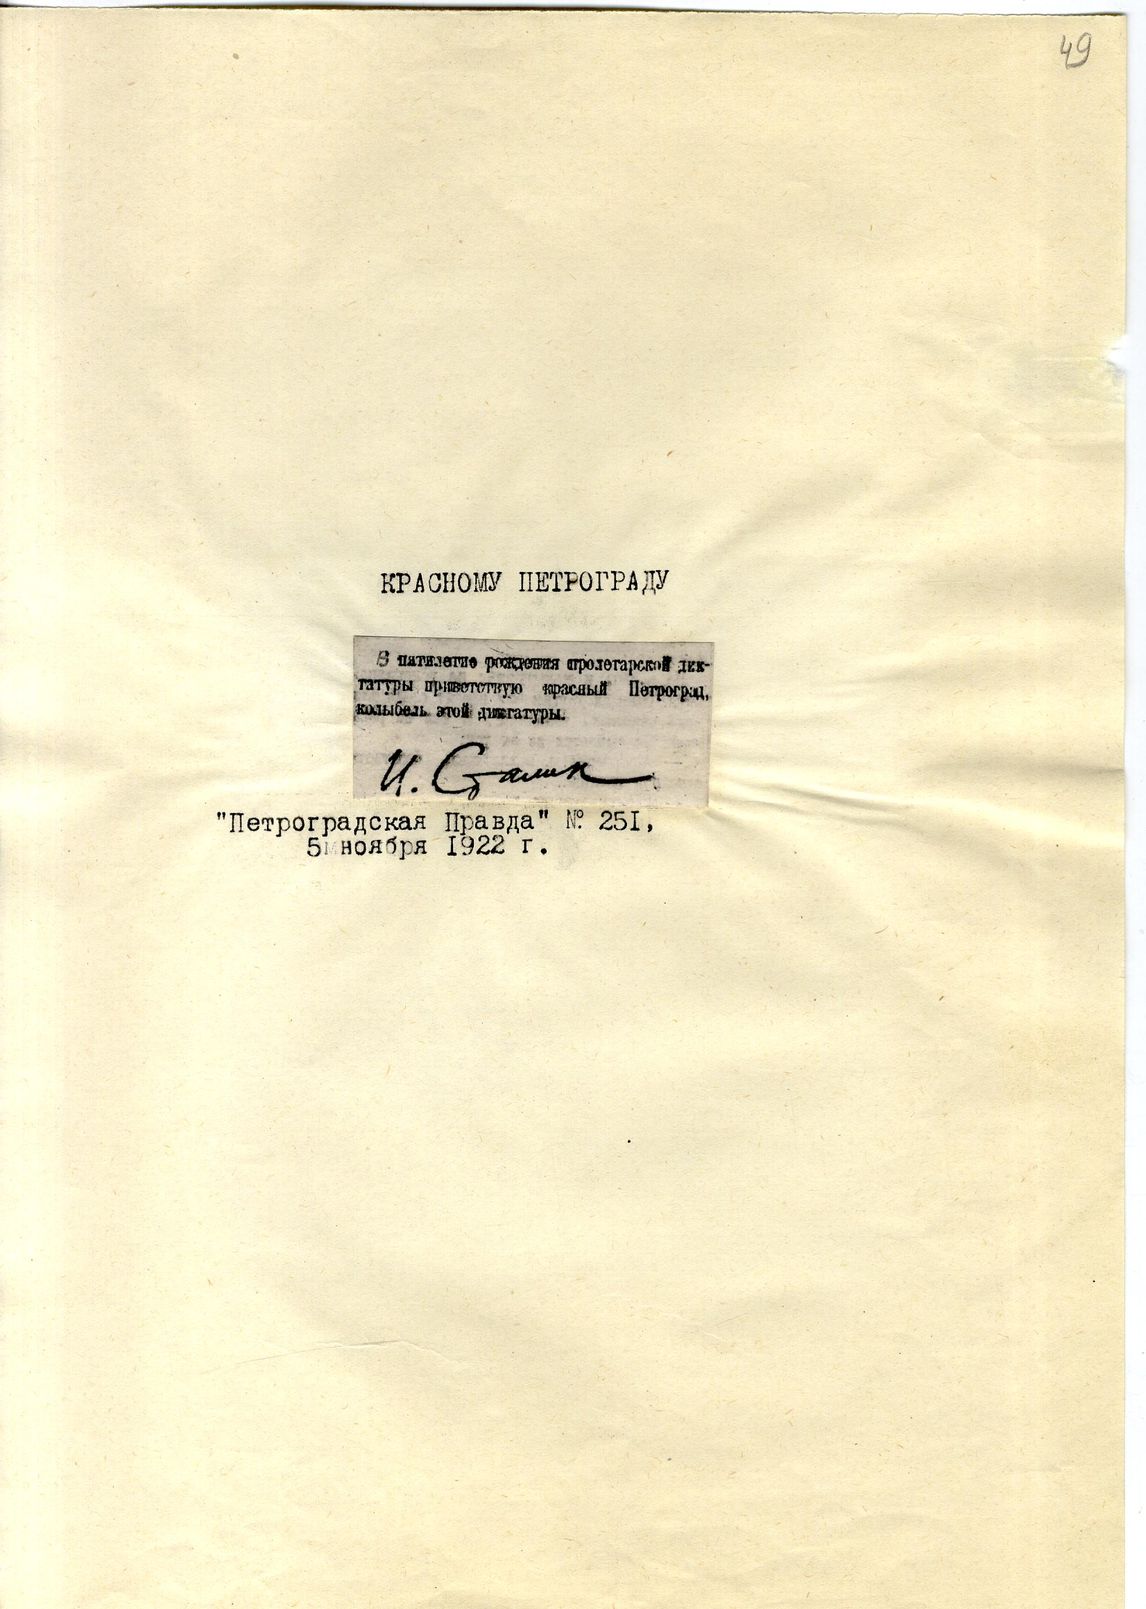 49
КРАСНОМУ ПЕТРОГРАДУ
В пятилетие рождения пролетарской дик-
татуры приветствую красный Петроград,
колыбель этой диктатуры.
И. Сталин
"Петроградская Правда" № 251,
5 ноября 1922 г.